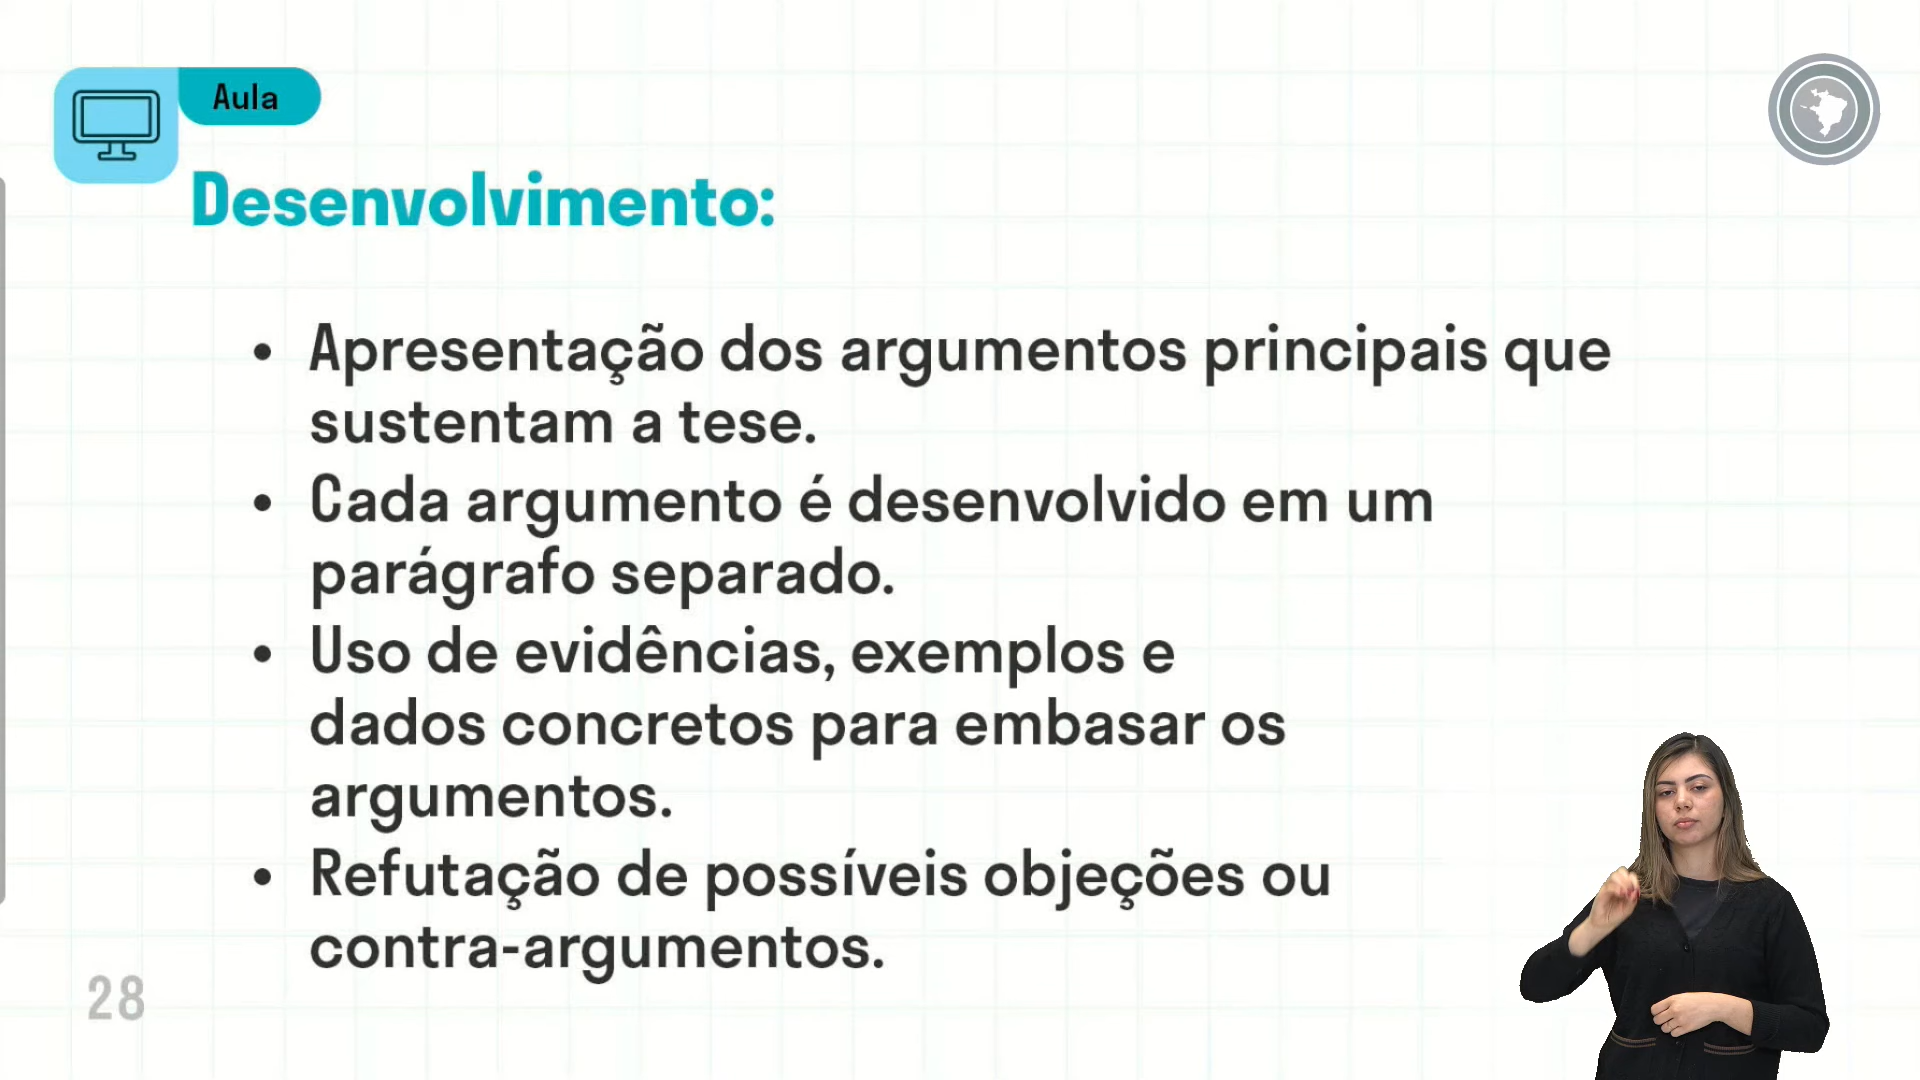 Aula
Desenvolvimento:
• Apresentação dos argumentos principais que
sustentam a tese.
• Cada argumento é desenvolvido em um
parágrafo separado.
• Uso de evidências, exemplos e
dados concretos para embasar os
argumentos.
• Refutação de possíveis objeções ou
contra-argumentos.
28